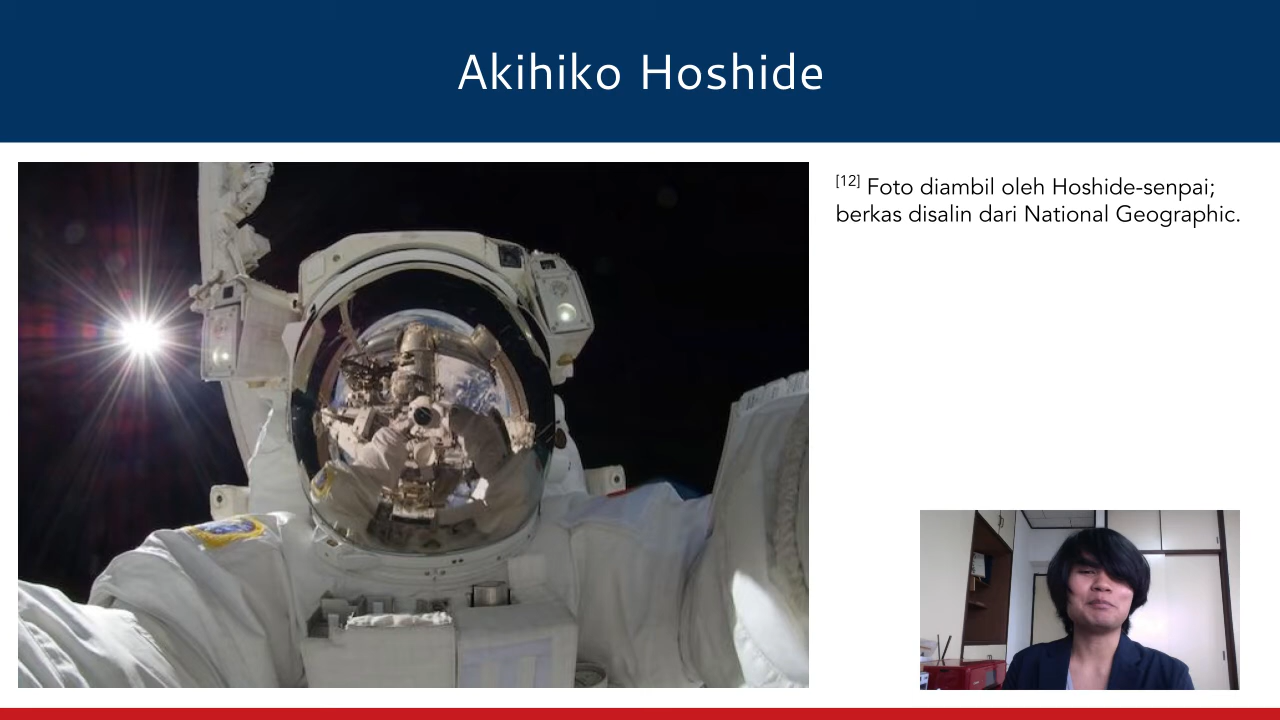 Akihiko Hoshide
[12] Foto diambil oleh Hoshide-senpai;
berkas disalin dari National Geographic.